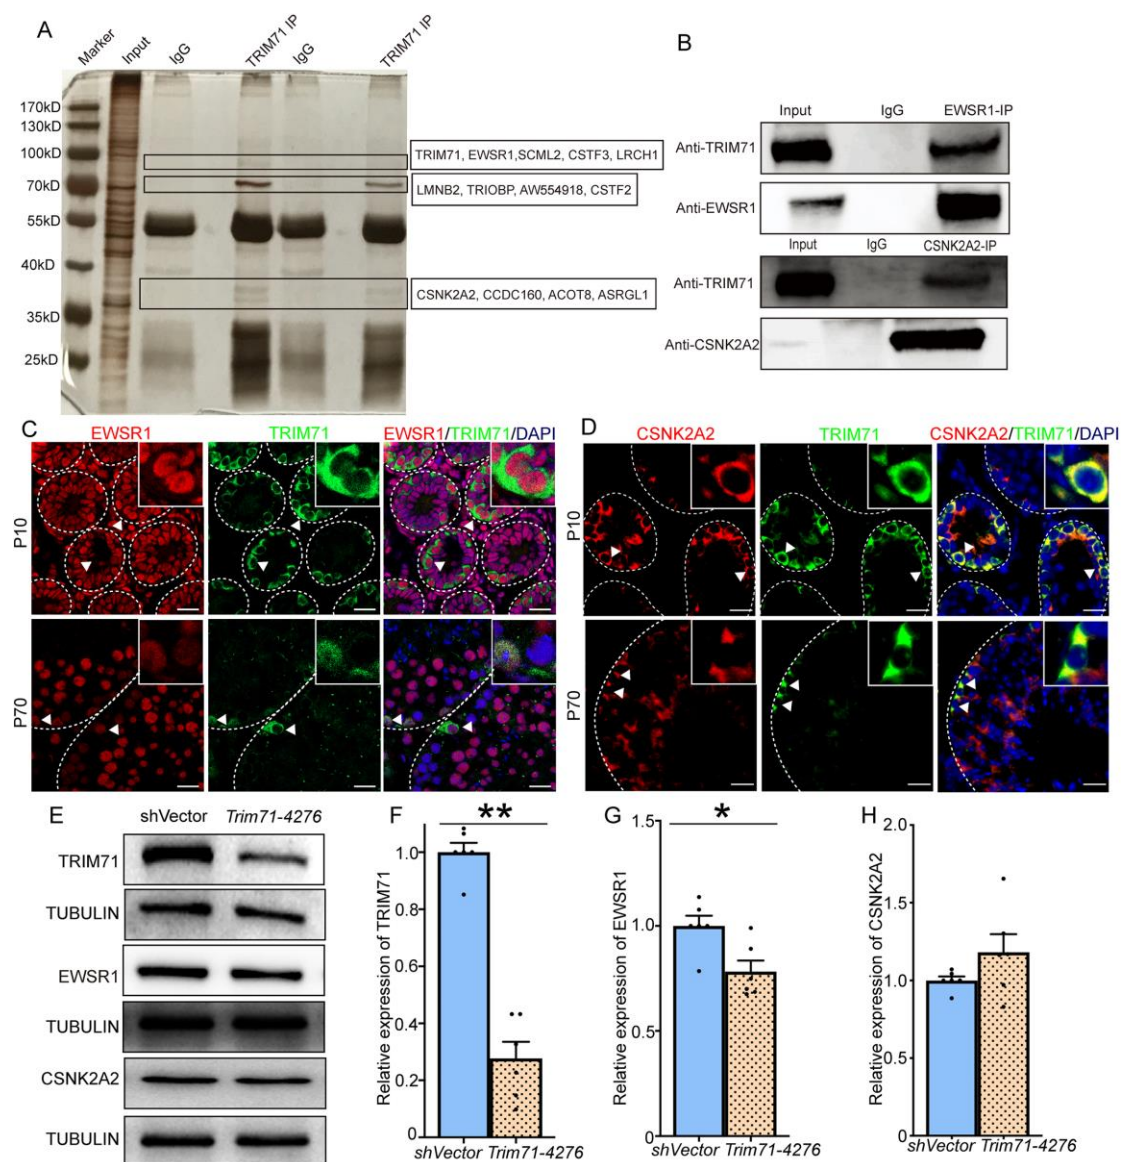 A
Marker
Input
IgG
TRIM71 IP
IgG
TRIM71 IP
170kD
130kD
100kD
70kD
55kD
40kD
35kD
25kD
TRIM71, EWSR1,SCML2, CSTF3, LRCH1
LMNB2, TRIOBP, AW554918, CSTF2
CSNK2A2, CCDC160, ACOT8, ASRGL1
B
Input IgG EWSR1-IP
Anti-TRIM71
Anti-EWSR1
Input IgG CSNK2A2-IP
Anti-TRIM71
Anti-CSNK2A2
C
EWSR1 TRIM71 EWSR1/TRIM71/DAPI
P10
P70
D
CSNK2A2 TRIM71 CSNK2A2/TRIM71/DAPI
P10
P70
E
shVector Trim71-4276
TRIM71
TUBULIN
EWSR1
TUBULIN
CSNK2A2
TUBULIN
F
**
Relative expression of TRIM71
1.0
0.8
0.6
0.4
0.2
0
shVector Trim71-4276
G
*
Relative expression of EWSR1
1.5
1.0
0.5
0
shVector Trim71-4276
H
Relative expression of CSNK2A2
2.0
1.5
1.0
0.5
0
shVector Trim71-4276